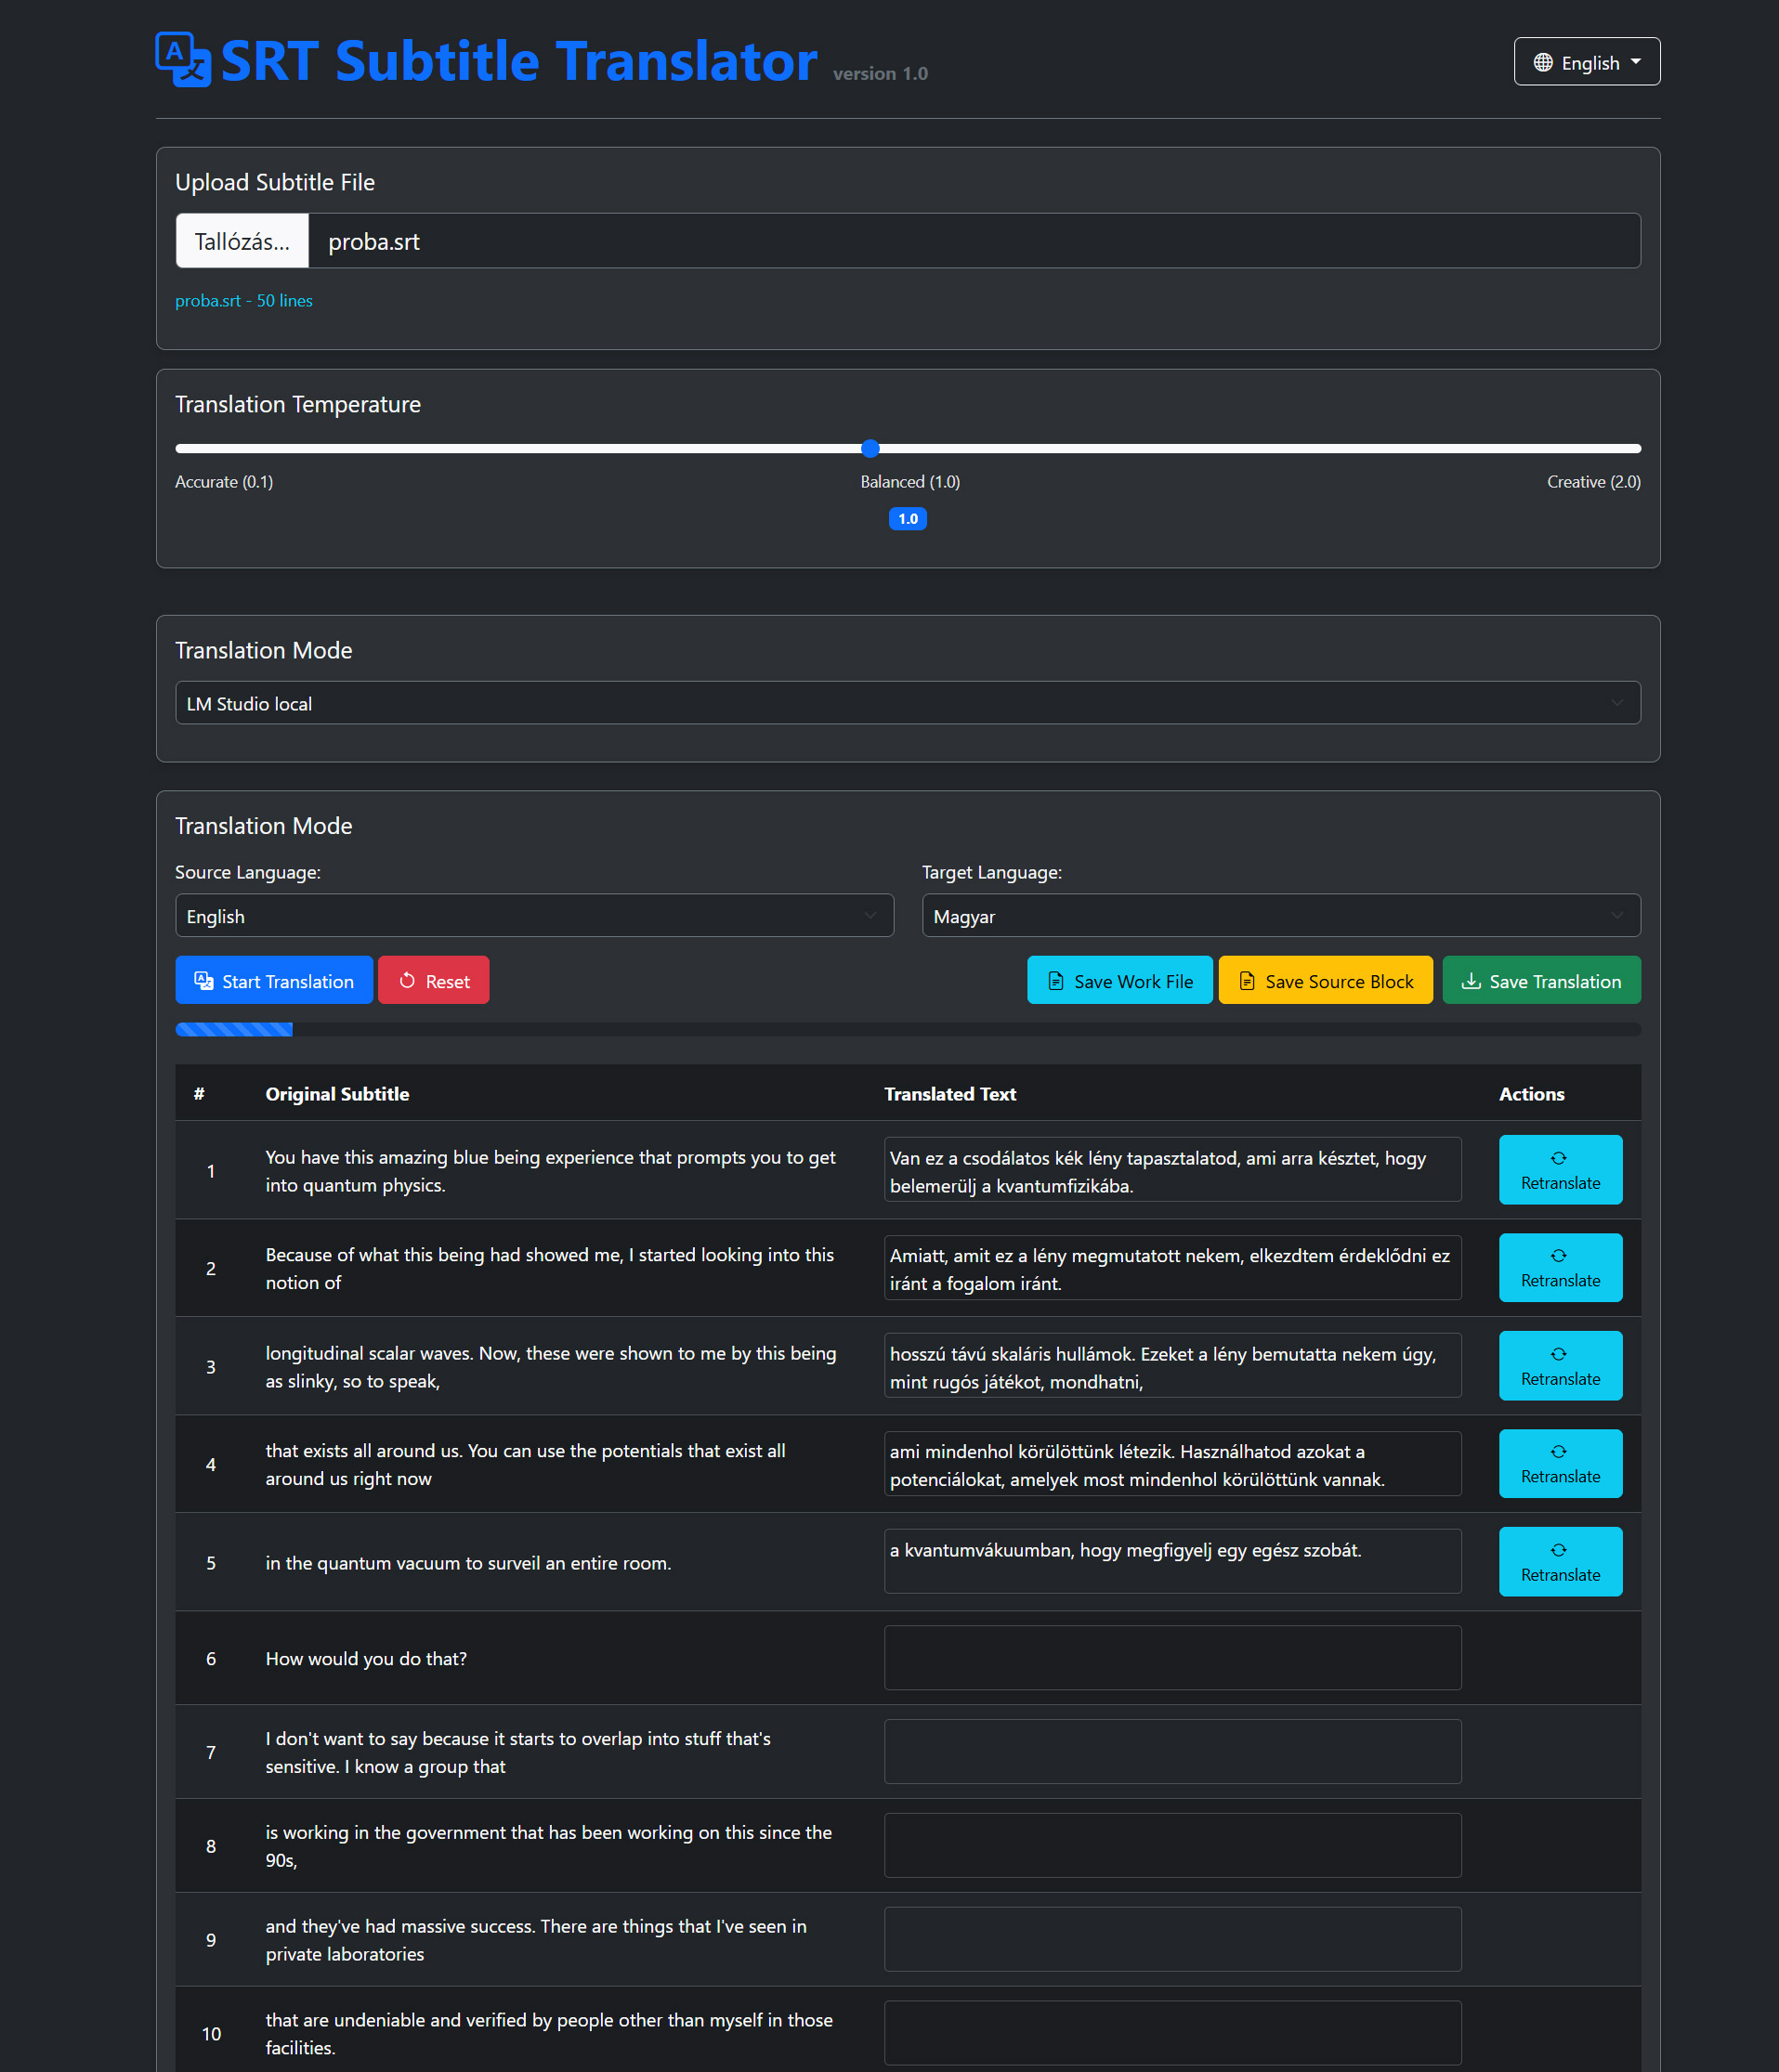 SRT Subtitle Translator version 1.0
English
Upload Subtitle File
Tallózás...
proba.srt
proba.srt - 50 lines
Translation Temperature
Accurate (0.1)
Balanced (1.0)
Creative (2.0)
1.0
Translation Mode
LM Studio local
Translation Mode
Source Language:
Target Language:
English
Magyar
Start Translation
Reset
Save Work File
Save Source Block
Save Translation
#
Original Subtitle
Translated Text
Actions
1
You have this amazing blue being experience that prompts you to get
into quantum physics.
Van ez a csodálatos kék lény tapasztalatod, ami arra késztet, hogy
belemerülj a kvantumfizikába.
Retranslate
2
Because of what this being had showed me, I started looking into this
notion of
Amiatt, amit ez a lény megmutatott nekem, elkezdtem érdeklődni ez
iránt a fogalom iránt.
Retranslate
3
longitudinal scalar waves. Now, these were shown to me by this being
as slinky, so to speak,
hosszú távú skaláris hullámok. Ezeket a lény bemutatta nekem úgy,
mint rugós játékot, mondhatni,
Retranslate
4
that exists all around us. You can use the potentials that exist all
around us right now
ami mindenhol körülöttünk létezik. Használhatod azokat a
potenciálokat, amelyek most mindenhol körülöttünk vannak.
Retranslate
5
in the quantum vacuum to surveil an entire room.
a kvantumvákuumban, hogy megfigyelj egy egész szobát.
Retranslate
6
How would you do that?
7
I don't want to say because it starts to overlap into stuff that's
sensitive. I know a group that
8
is working in the government that has been working on this since the
90s,
9
and they've had massive success. There are things that I've seen in
private laboratories
10
that are undeniable and verified by people other than myself in those
facilities.